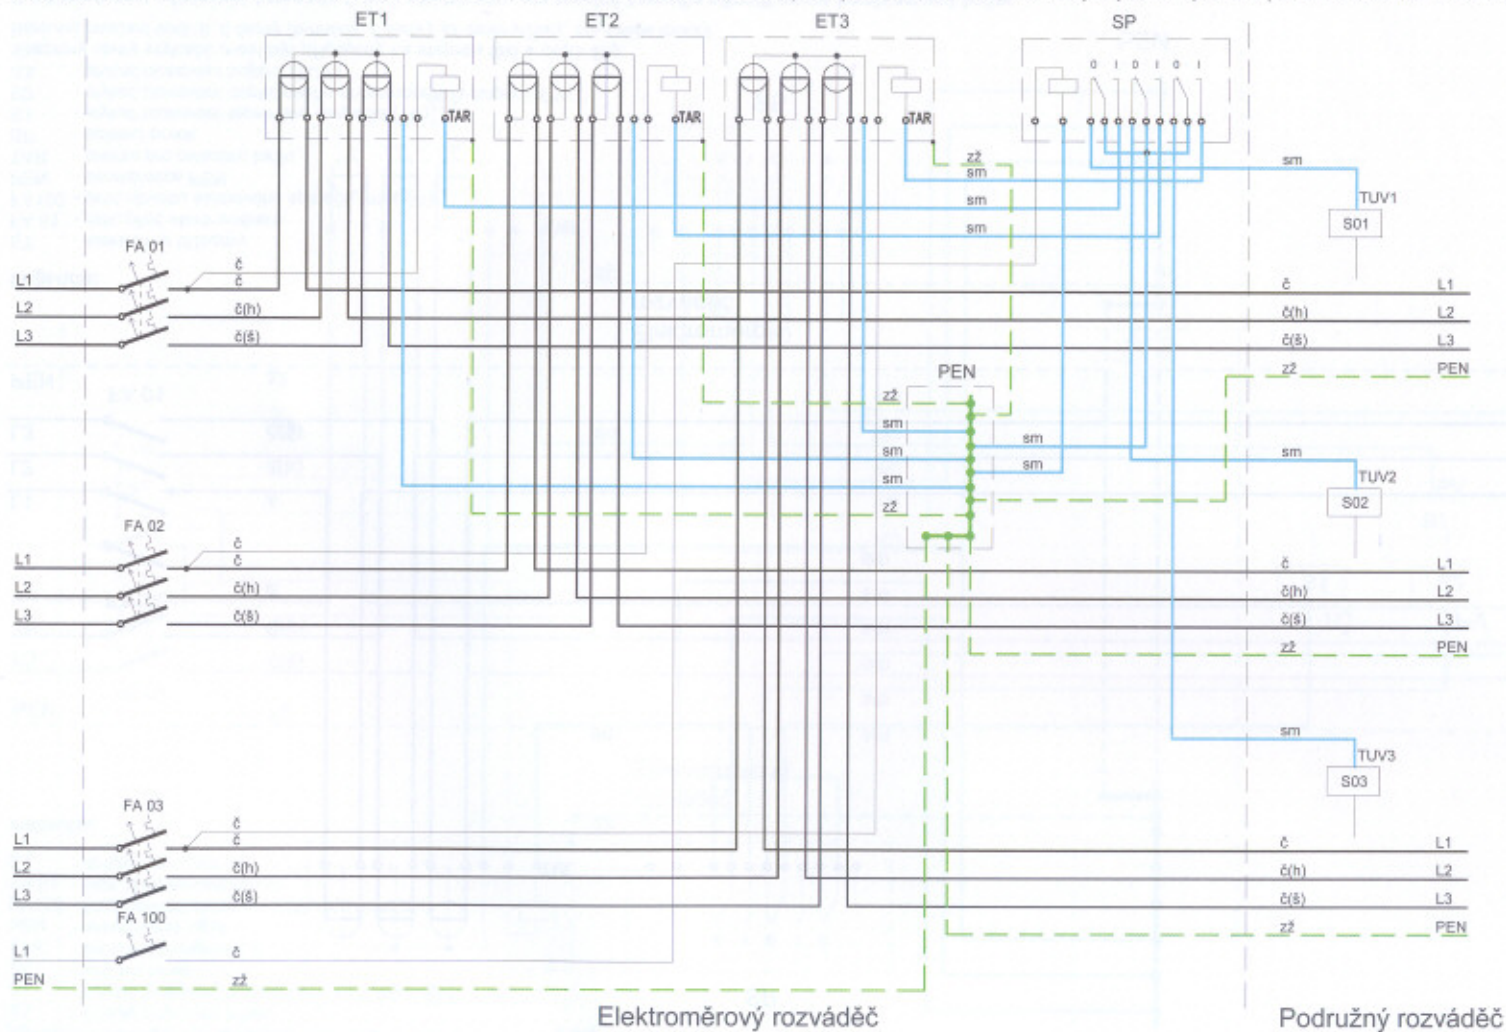 ET1 ET2 ET3 SP
0 I 0 I 0 I
TAR TAR TAR
zž
sm sm
TUV1
sm
S01
sm
FA 01
č
L1 č č L1
L2 č(h) č(h) L2
L3 č(š) č(š) L3
zž PEN
PEN
zž
sm
sm
sm sm
sm
sm
TUV2
zž
S02
FA 02
č
L1 č č L1
L2 č(h) č(h) L2
L3 č(š) č(š) L3
zž PEN
sm
TUV3
S03
FA 03
č
L1 č č L1
L2 č(h) č(h) L2
L3 č(š) č(š) L3
FA 100
zž PEN
L1 č
PEN zž
Elektroměrový rozváděč Podružný rozváděč